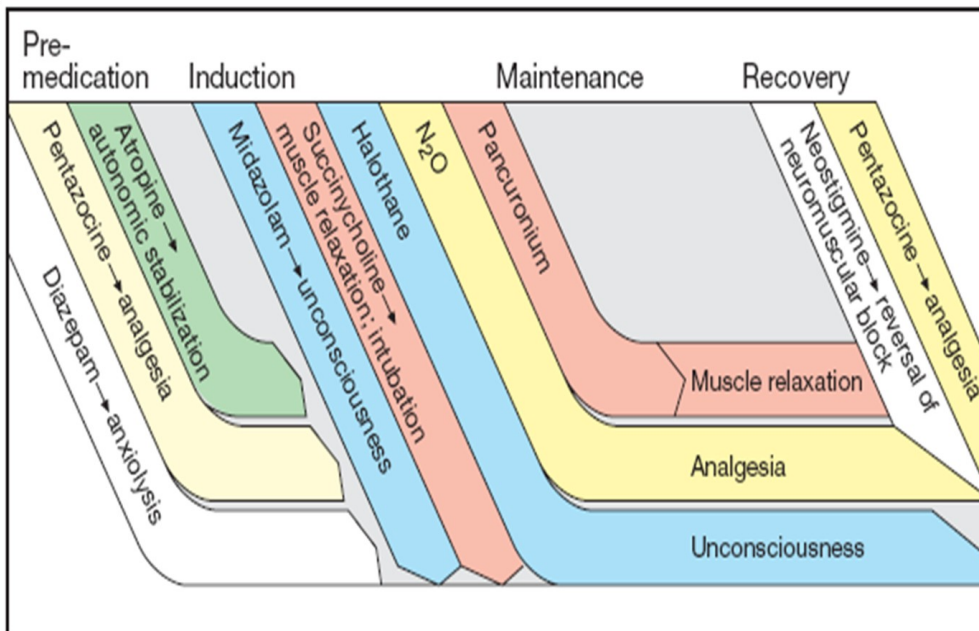 Pre-
medication
Induction
Maintenance
Recovery
Diazepam→anxiolysis
Pentazocine→analgesia
Atropine→
autonomic stabilization
Midazolam→unconsciousness
Succinycholine→
muscle relaxation; intubation
Halothane
N₂O
Pancuronium
Neostigmine→reversal of
neuromuscular block
Pentazocine→analgesia
Muscle relaxation
Analgesia
Unconsciousness